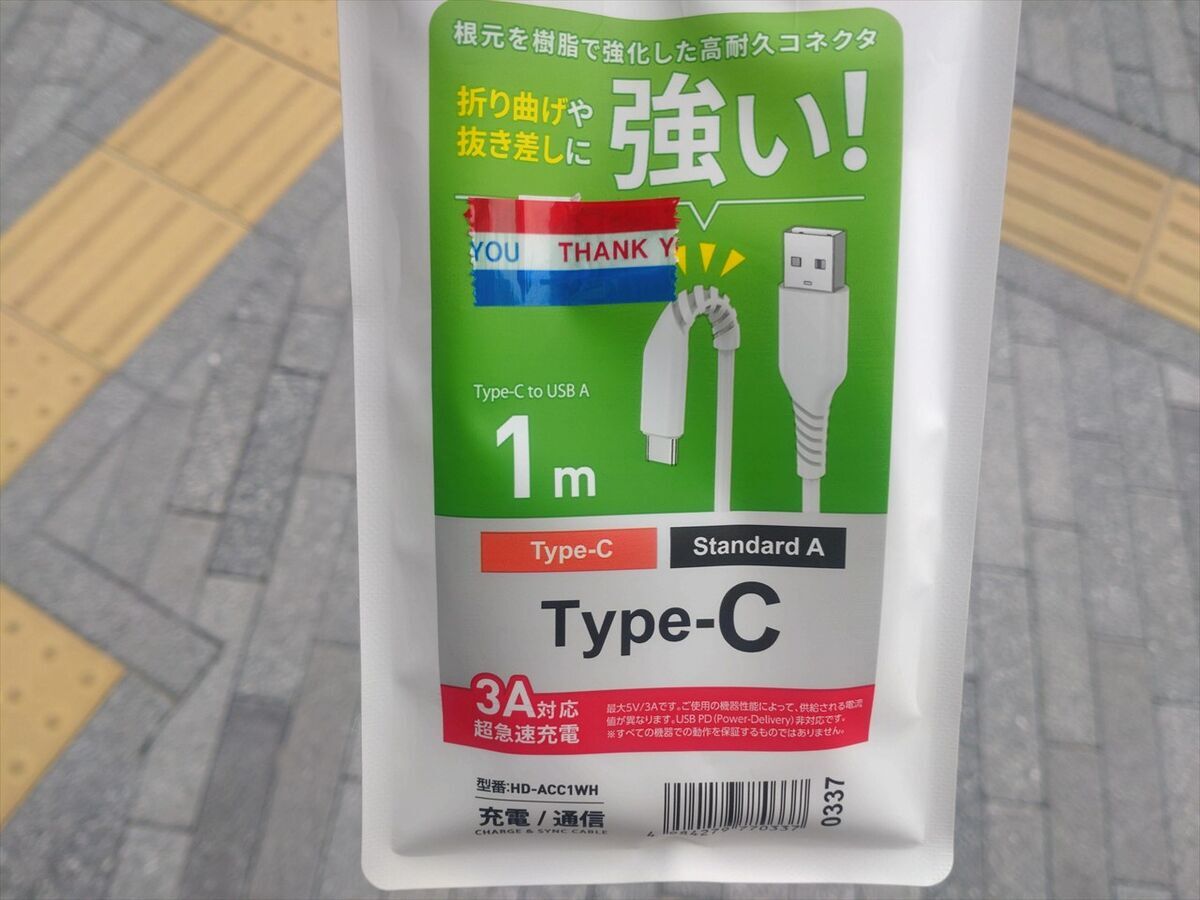 根元を樹脂で強化した高耐久コネクタ
折り曲げや
抜き差しに
強い!
YOU THANK Y
Type-C to USB A
1m
Type-C
Standard A
Type-C
3A対応
超急速充電
最大5V/3Aです。ご使用の機器性能によって、供給される電流
値が異なります。USB PD(Power-Delivery)非対応です。
※すべての機器での動作を保証するものではありません。
型番:HD-ACC1WH
充電 / 通信
CHARGE & SYNC CABLE
0337